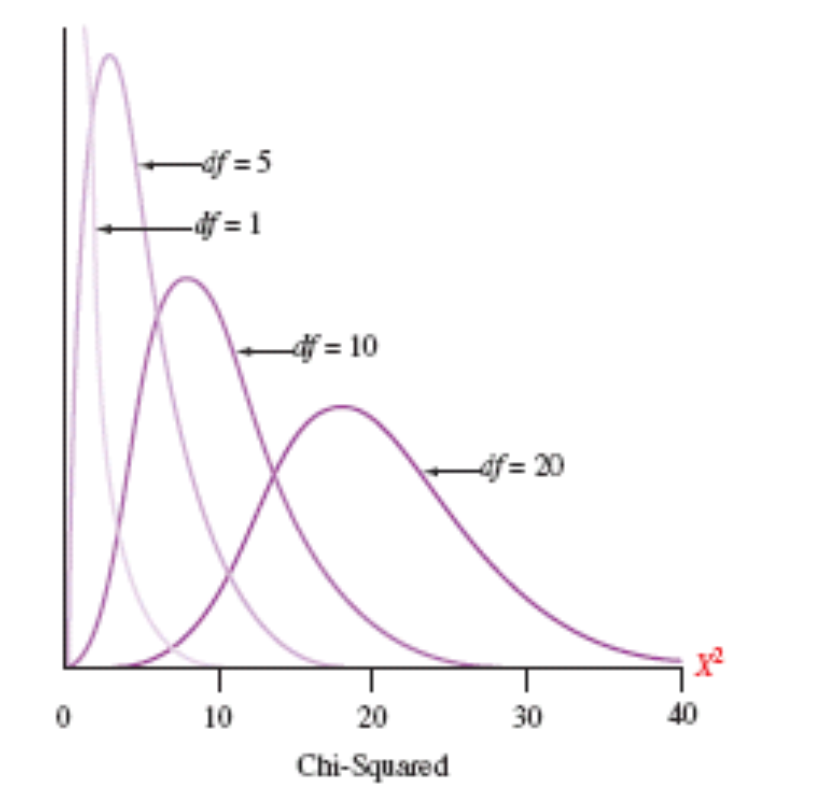 df = 5
df = 1
df = 10
df = 20
X²
0 10 20 30 40
Chi-Squared